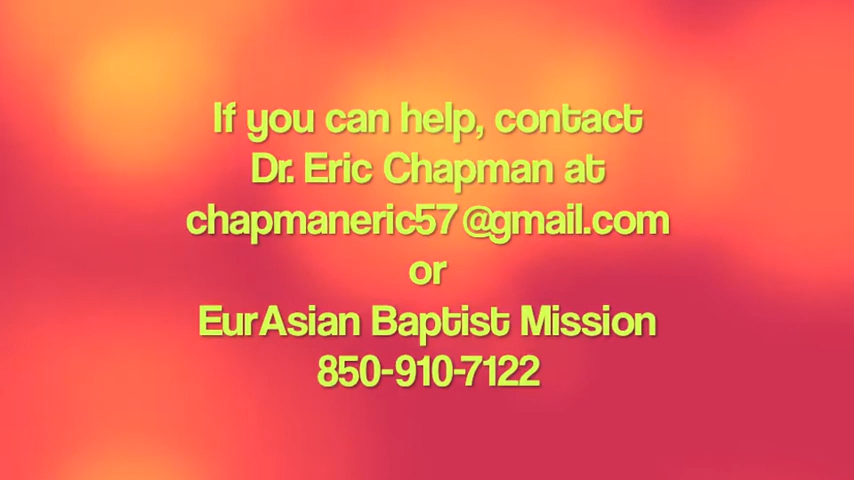 If you can help, contact
Dr. Eric Chapman at
chapmaneric57@gmail.com
or
EurAsian Baptist Mission
850-910-7122